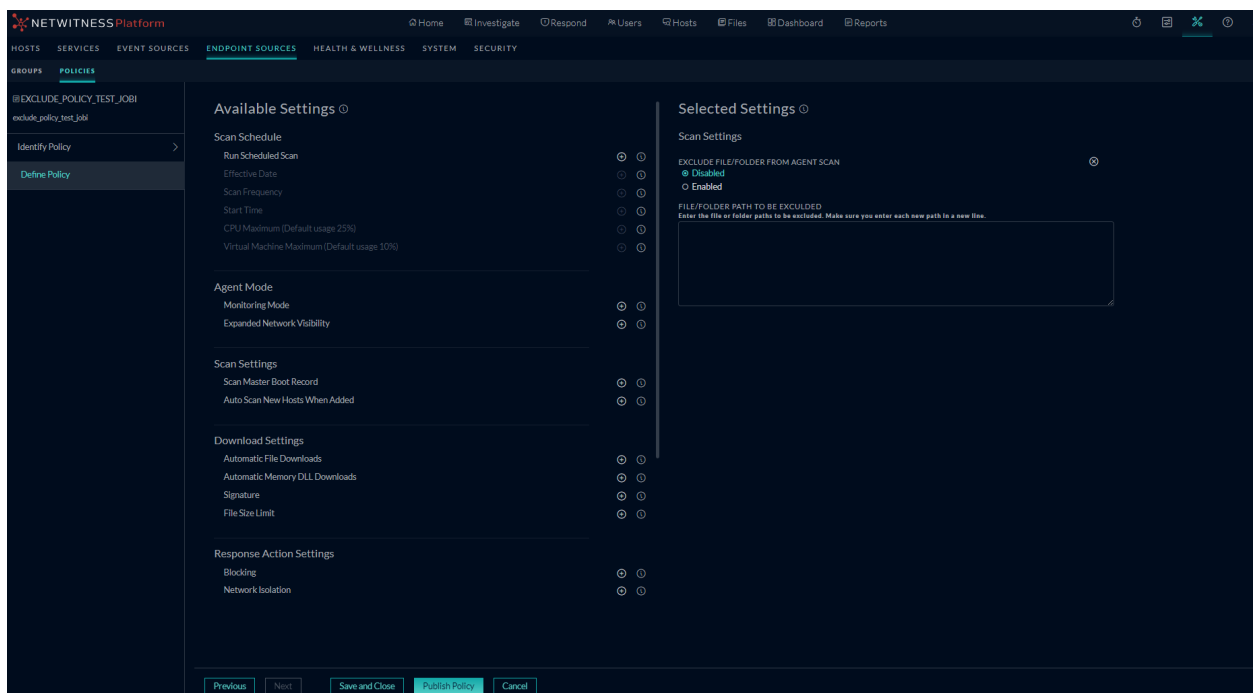 NETWITNESS Platform
Home Investigate Respond Users Hosts Files Dashboard Reports
HOSTS SERVICES EVENT SOURCES ENDPOINT SOURCES HEALTH & WELLNESS SYSTEM SECURITY
GROUPS POLICIES
EXCLUDE_POLICY_TEST_JOBI
exclude_policy_test_jobi
Identify Policy
Define Policy
Available Settings
Scan Schedule
Run Scheduled Scan
Effective Date
Scan Frequency
Start Time
CPU Maximum (Default usage 25%)
Virtual Machine Maximum (Default usage 10%)
Agent Mode
Monitoring Mode
Expanded Network Visibility
Scan Settings
Scan Master Boot Record
Auto Scan New Hosts When Added
Download Settings
Automatic File Downloads
Automatic Memory DLL Downloads
Signature
File Size Limit
Response Action Settings
Blocking
Network Isolation
Selected Settings
Scan Settings
EXCLUDE FILE/FOLDER FROM AGENT SCAN
Disabled
Enabled
FILE/FOLDER PATH TO BE EXCULDED
Enter the file or folder paths to be excluded. Make sure you enter each new path in a new line.
Previous Next Save and Close Publish Policy Cancel